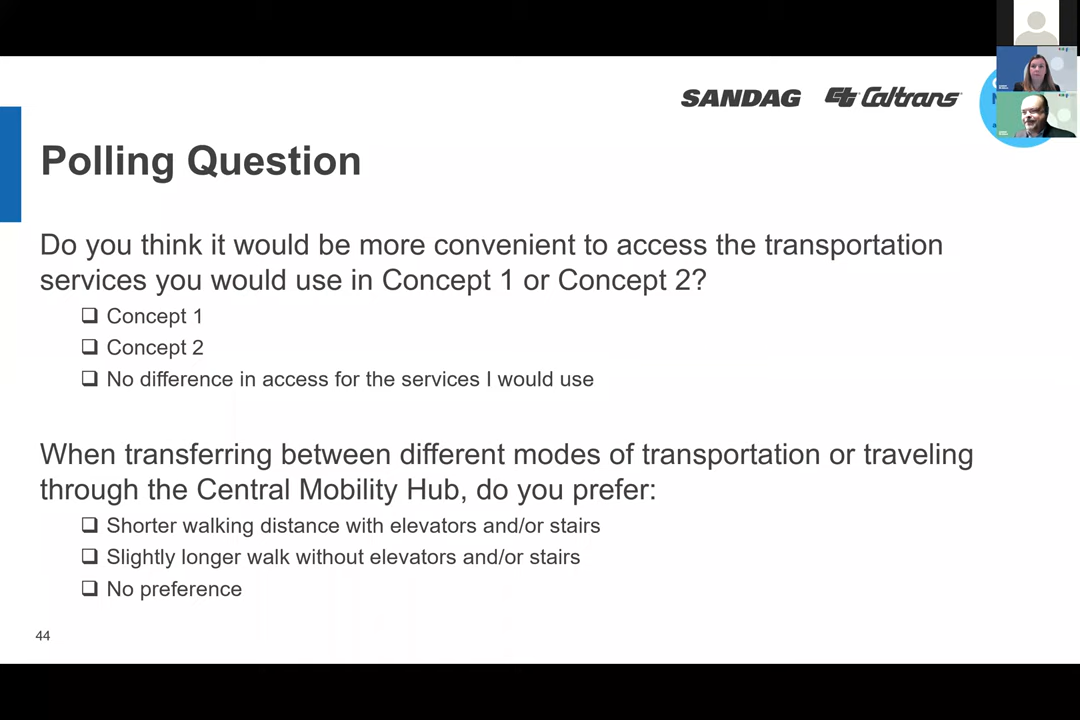 SANDAG
Caltrans
Polling Question
Do you think it would be more convenient to access the transportation
services you would use in Concept 1 or Concept 2?
❑ Concept 1
❑ Concept 2
❑ No difference in access for the services I would use
When transferring between different modes of transportation or traveling
through the Central Mobility Hub, do you prefer:
❑ Shorter walking distance with elevators and/or stairs
❑ Slightly longer walk without elevators and/or stairs
❑ No preference
44